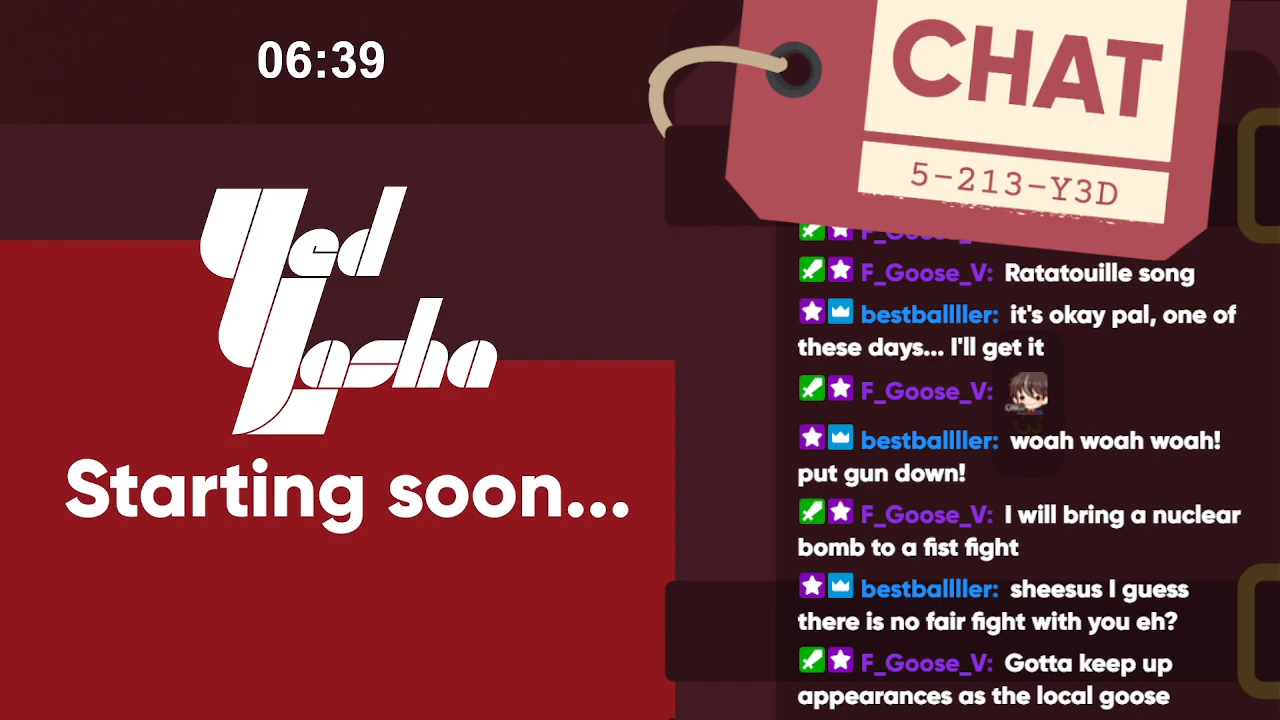 06:39
Yed
Yasha
Starting soon...
CHAT
5-213-Y3D
F_Goose_V: Ratatouille song
bestballller: it's okay pal, one of
these days... I'll get it
F_Goose_V:
bestballller: woah woah woah!
put gun down!
F_Goose_V: I will bring a nuclear
bomb to a fist fight
bestballller: sheesus I guess
there is no fair fight with you eh?
F_Goose_V: Gotta keep up
appearances as the local goose